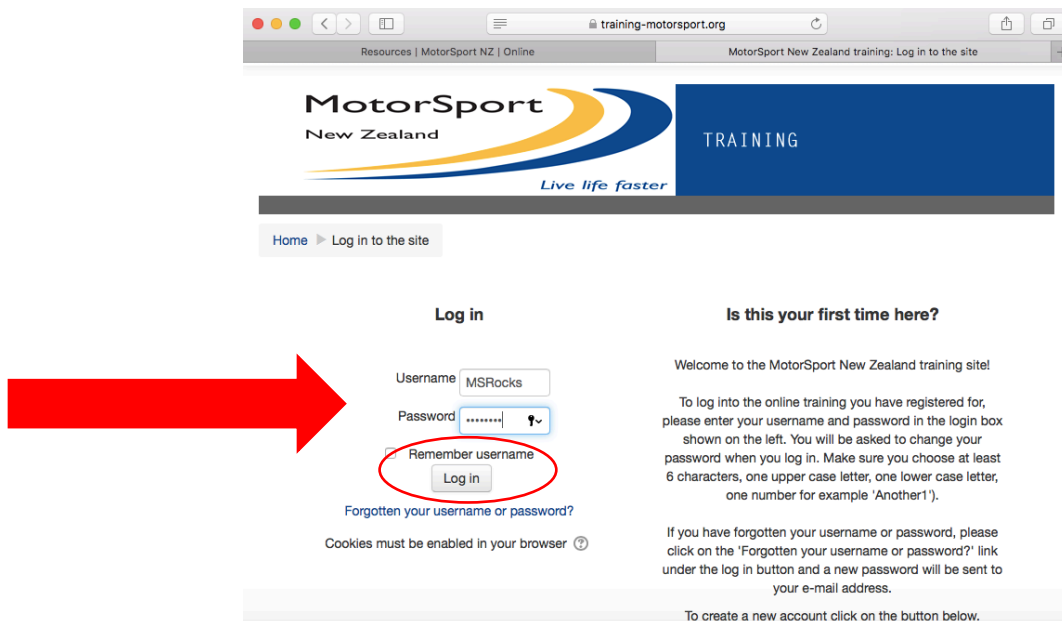 training-motorsport.org
Resources | MotorSport NZ | Online
MotorSport New Zealand training: Log in to the site
MotorSport
New Zealand
Live life faster
TRAINING
Home Log in to the site
Log in
Username MSRocks
Password ••••••••
Remember username
Log in
Forgotten your username or password?
Cookies must be enabled in your browser ?
Is this your first time here?
Welcome to the MotorSport New Zealand training site!
To log into the online training you have registered for,
please enter your username and password in the login box
shown on the left. You will be asked to change your
password when you log in. Make sure you choose at least
6 characters, one upper case letter, one lower case letter,
one number for example 'Another1').
If you have forgotten your username or password, please
click on the 'Forgotten your username or password?' link
under the log in button and a new password will be sent to
your e-mail address.
To create a new account click on the button below.